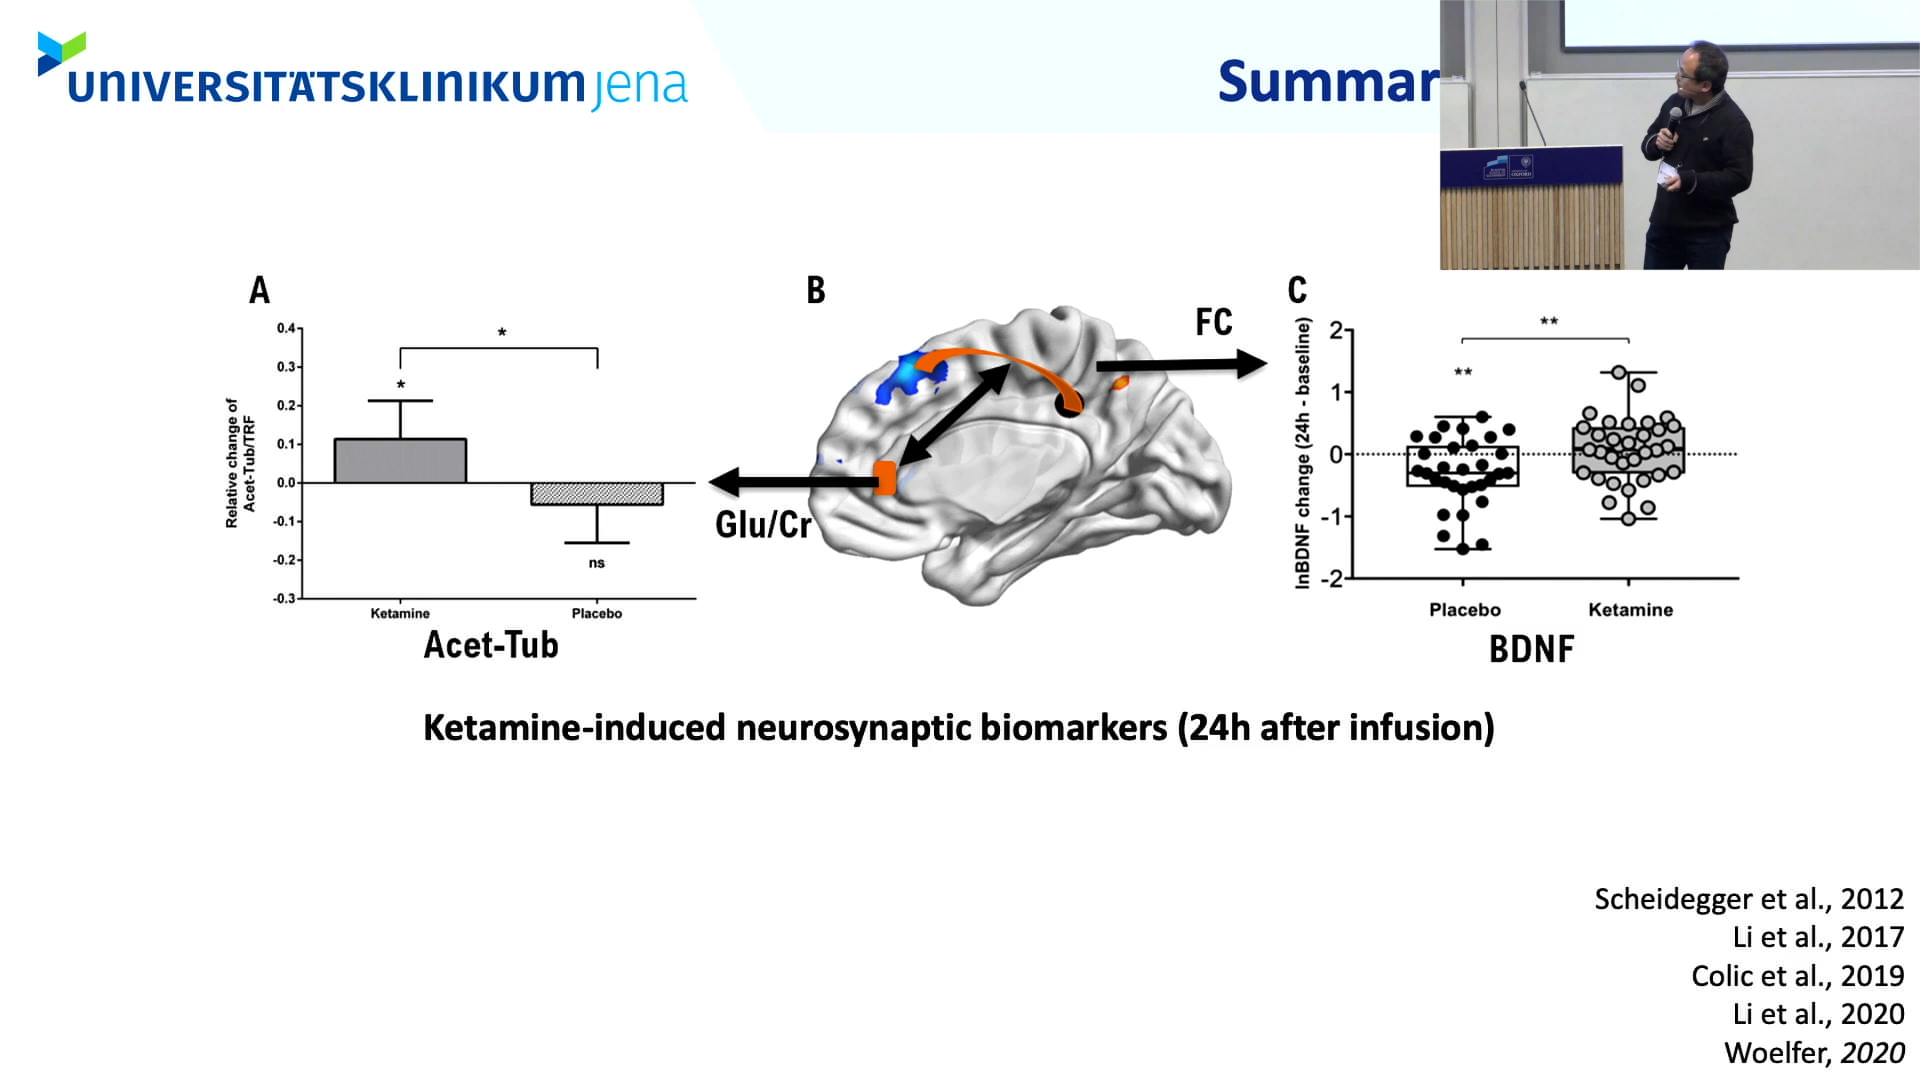 UNIVERSITÄTSKLINIKUM jena
Summar
OXFORD
A
B
C
0.4
0.3
0.2
0.1
0.0
-0.1
-0.2
-0.3
Relative change of
Acet-Tub/TRF
*
*
ns
Ketamine
Placebo
Acet-Tub
FC
Glu/Cr
lnBDNF change (24h - baseline)
2
1
0
-1
-2
**
**
Placebo
Ketamine
BDNF
Ketamine-induced neurosynaptic biomarkers (24h after infusion)
Scheidegger et al., 2012
Li et al., 2017
Colic et al., 2019
Li et al., 2020
Woelfer, 2020